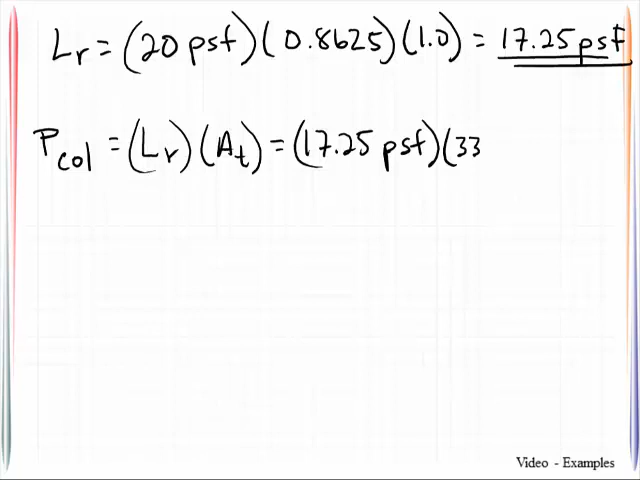 Lr = (20 psf)(0.8625)(1.0) = 17.25 psf
Pcol = (Lr)(At) = (17.25 psf)(33
Video - Examples